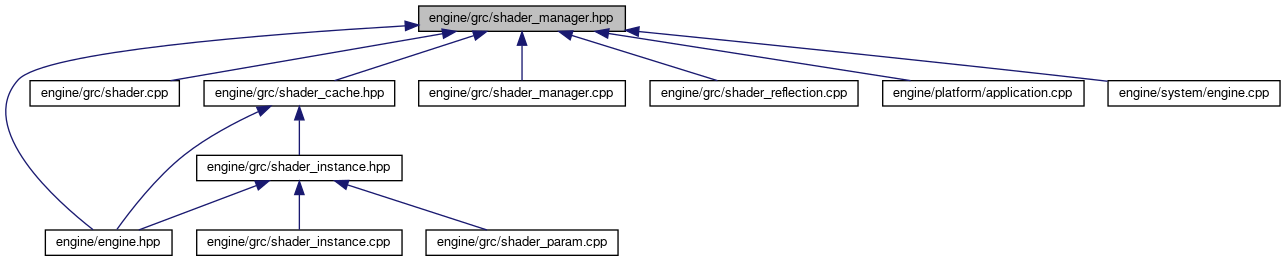 engine/grc/shader_manager.hpp
engine/grc/shader.cpp
engine/grc/shader_cache.hpp
engine/grc/shader_manager.cpp
engine/grc/shader_reflection.cpp
engine/platform/application.cpp
engine/system/engine.cpp
engine/grc/shader_instance.hpp
engine/engine.hpp
engine/grc/shader_instance.cpp
engine/grc/shader_param.cpp